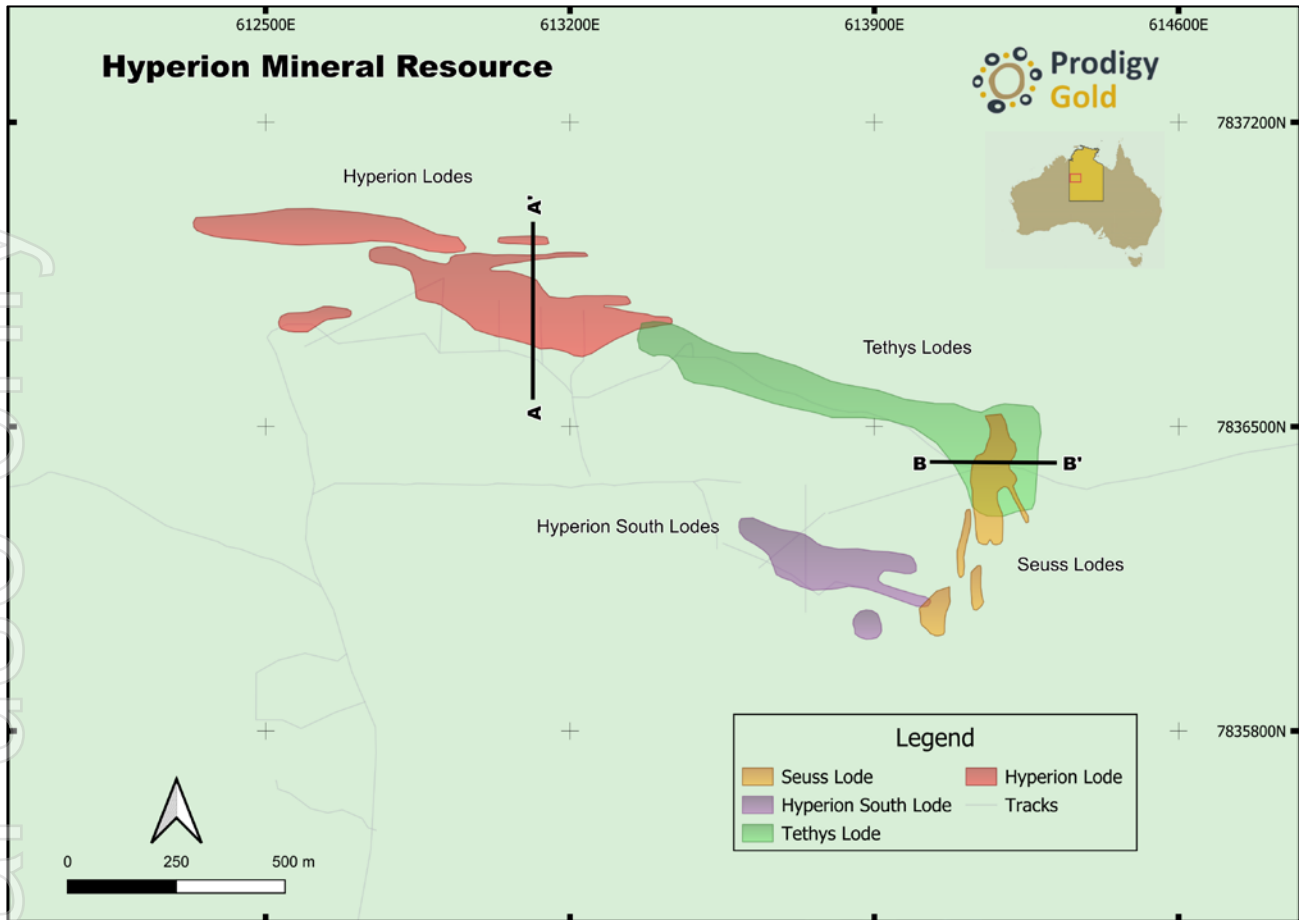 612500E 613200E 613900E 614600E
Hyperion Mineral Resource
Prodigy
Gold
7837200N
Hyperion Lodes
A'
Tethys Lodes
A
7836500N
B B'
Hyperion South Lodes
Seuss Lodes
7835800N
Legend
Seuss Lode Hyperion Lode
Hyperion South Lode Tracks
Tethys Lode
0 250 500 m